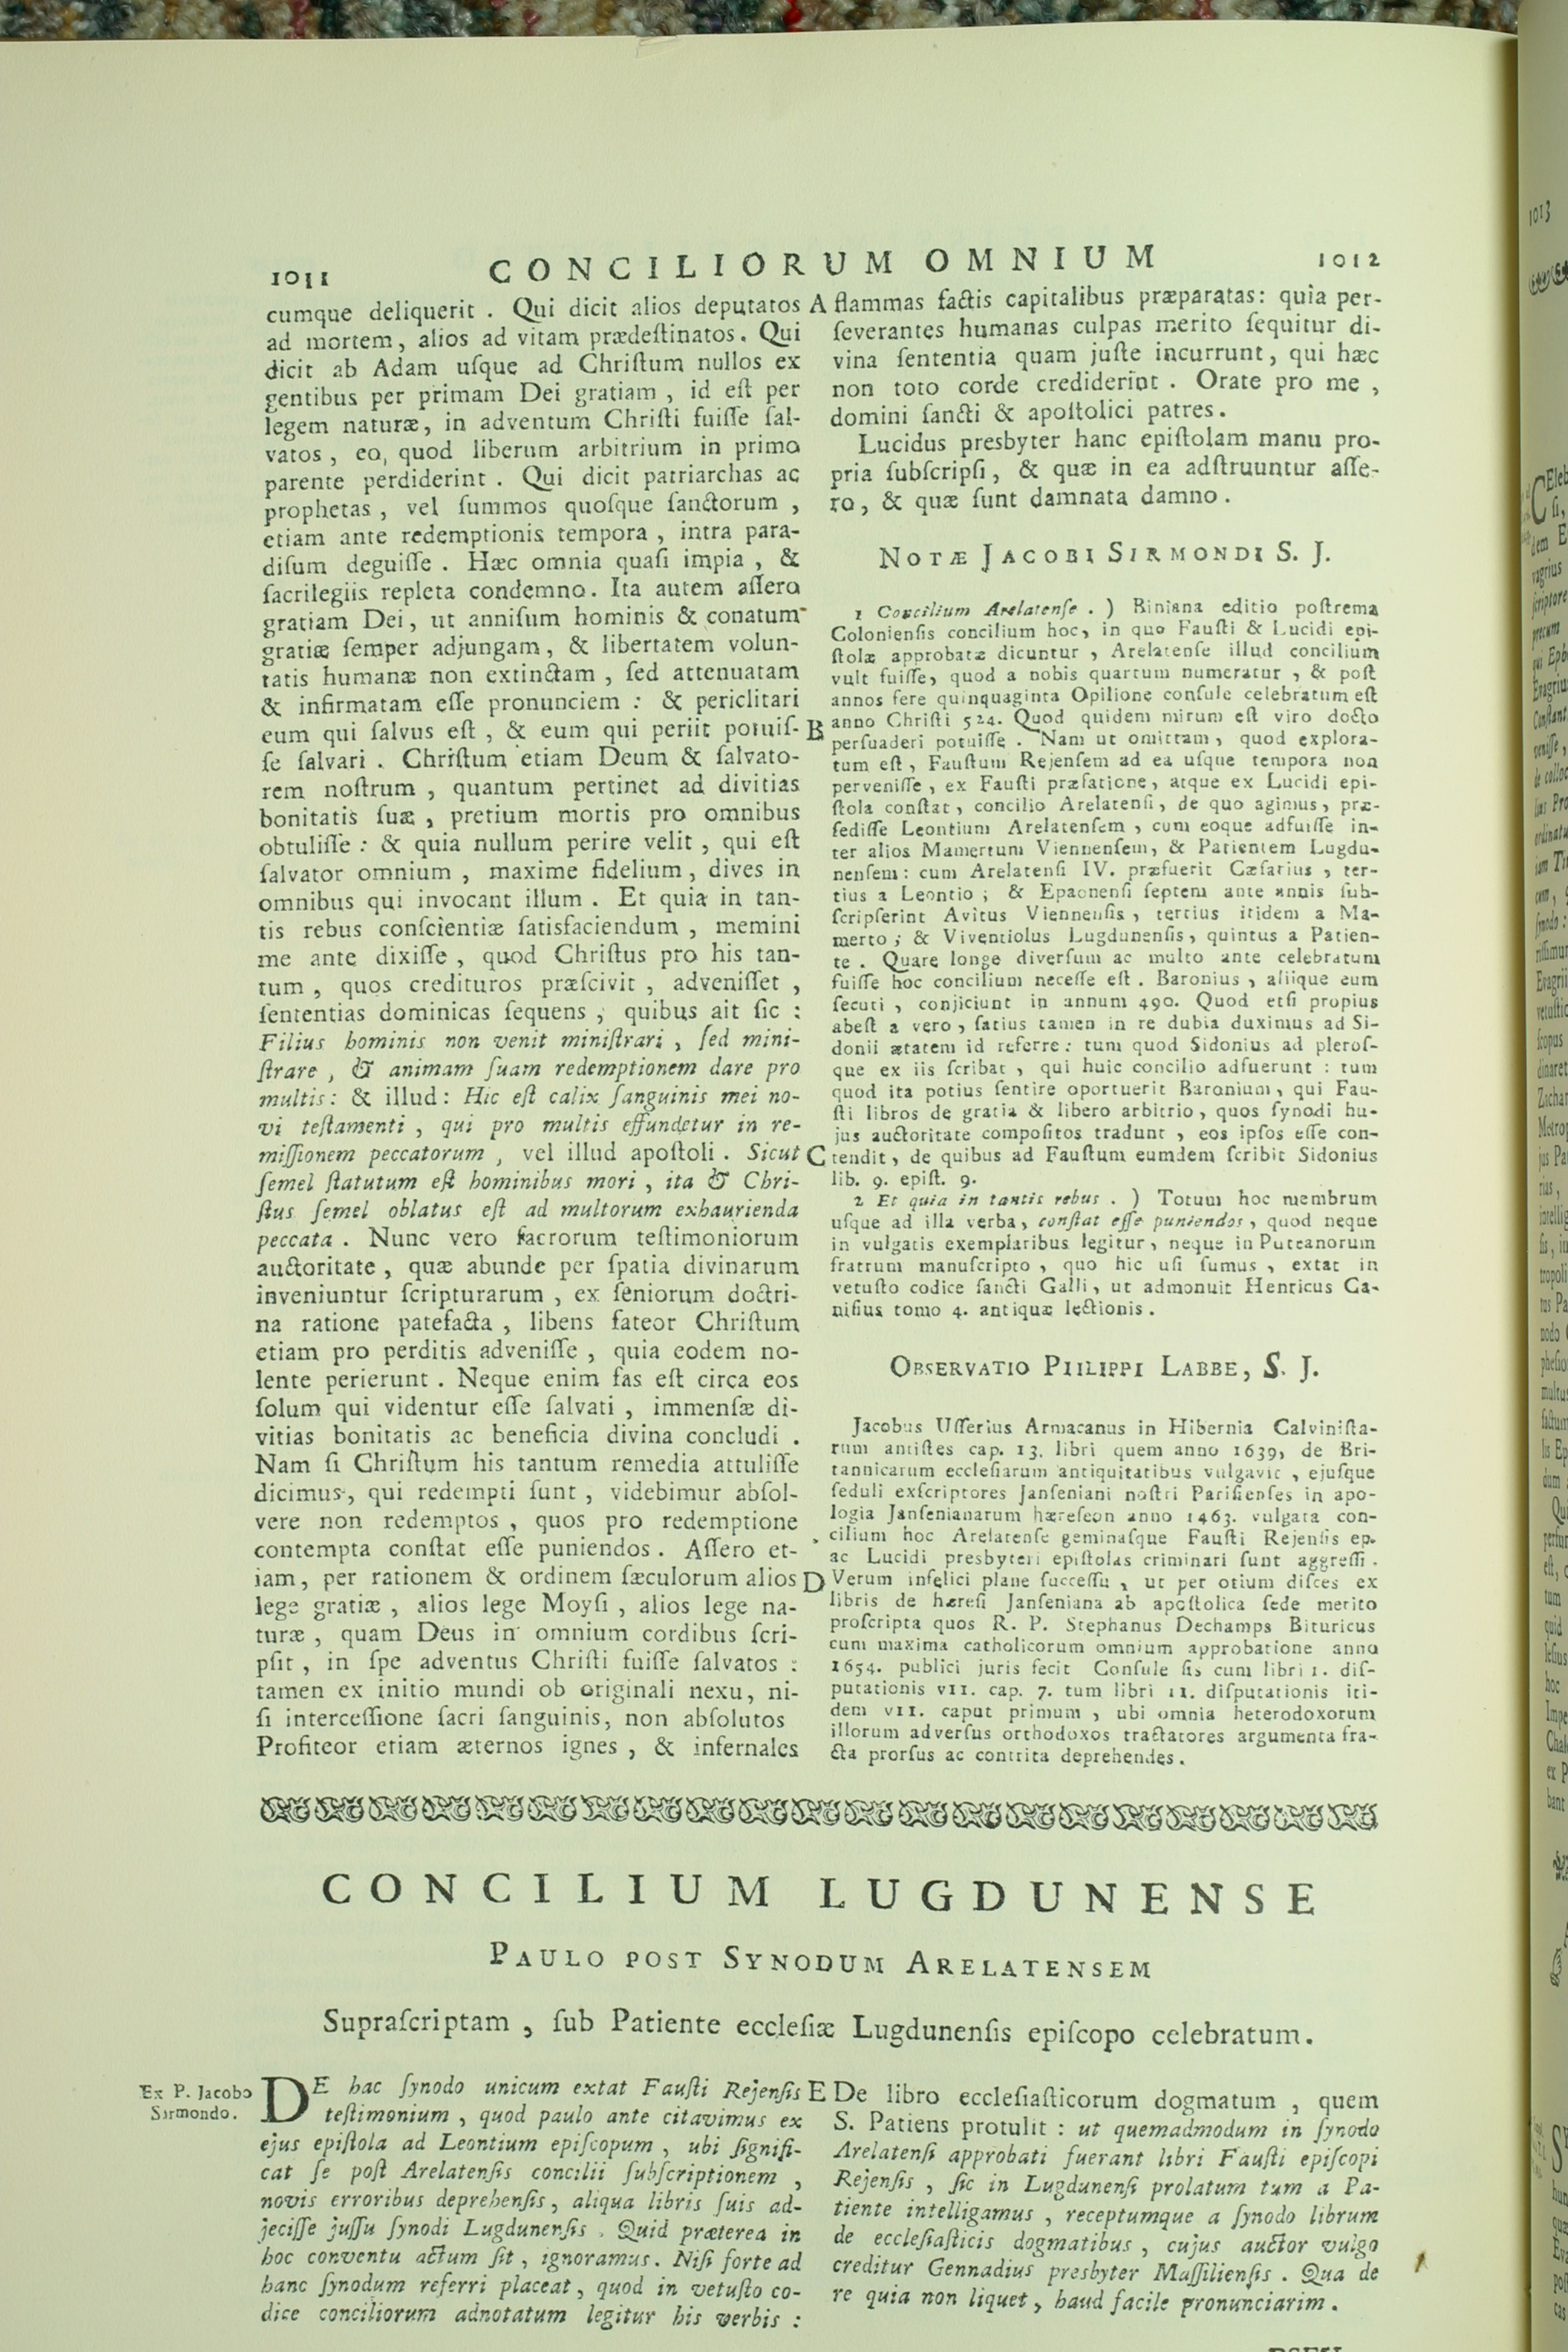 1011
CONCILIORUM OMNIUM
1012
cumque deliquerit . Qui dicit alios deputatos
ad mortem, alios ad vitam prædeſtinatos. Qui
dicit ab Adam uſque ad Chriſtum nullos ex
gentibus per primam Dei gratiam , id eſt per
legem naturæ, in adventum Chriſti fuiſſe ſal-
vatos , eo, quod liberum arbitrium in primo
parente perdiderint . Qui dicit patriarchas ac
prophetas , vel ſummos quoſque ſanctorum ,
etiam ante redemptionis tempora , intra para-
diſum deguiſſe . Hæc omnia quaſi impia , &
ſacrilegiis repleta condemno. Ita autem aſſero
gratiam Dei, ut anniſum hominis & conatum
gratiæ ſemper adjungam, & libertatem volun-
tatis humanæ non extinctam , ſed attenuatam
& infirmatam eſſe pronunciem : & periclitari
eum qui ſalvus eſt , & eum qui periit potuiſ-
ſe ſalvari . Chriſtum etiam Deum & ſalvato-
rem noſtrum , quantum pertinet ad divitias
bonitatis ſuæ , pretium mortis pro omnibus
obtuliſſe : & quia nullum perire velit , qui eſt
ſalvator omnium , maxime fidelium, dives in
omnibus qui invocant illum . Et quia in tan-
tis rebus conſcientiæ ſatisfaciendum , memini
me ante dixiſſe , quod Chriſtus pro his tan-
tum , quos credituros præſcivit , adveniſſet ,
ſententias dominicas ſequens , quibus ait ſic :
Filius hominis non venit miniſtrari , ſed mini-
ſtrare , & animam ſuam redemptionem dare pro
multis : & illud : Hic eſt calix ſanguinis mei no-
vi teſtamenti , qui pro multis effundetur in re-
miſſionem peccatorum , vel illud apoſtoli . Sicut
ſemel ſtatutum eſt hominibus mori , ita & Chri-
ſtus ſemel oblatus eſt ad multorum exhaurienda
peccata . Nunc vero ſacrorum teſtimoniorum
auctoritate , quæ abunde per ſpatia divinarum
inveniuntur ſcripturarum , ex ſeniorum doctri-
na ratione patefacta , libens fateor Chriſtum
etiam pro perditis adveniſſe , quia eodem no-
lente perierunt . Neque enim fas eſt circa eos
ſolum qui videntur eſſe ſalvati , immenſæ di-
vitias bonitatis ac beneficia divina concludi .
Nam ſi Chriſtum his tantum remedia attuliſſe
dicimus , qui redempti ſunt , videbimur abſol-
vere non redemptos , quos pro redemptione
contempta conſtat eſſe puniendos . Aſſero et-
iam, per rationem & ordinem ſæculorum alios
lege gratiæ , alios lege Moyſi , alios lege na-
turæ , quam Deus in omnium cordibus ſcri-
pſit , in ſpe adventus Chriſti fuiſſe ſalvatos :
tamen ex initio mundi ob originali nexu, ni-
ſi interceſſione ſacri ſanguinis, non abſolutos
Profiteor etiam æternos ignes , & infernales
A
B
C
D
flammas factis capitalibus præparatas : quia per-
ſeverantes humanas culpas merito ſequitur di-
vina ſententia quam juſte incurrunt, qui hæc
non toto corde crediderint . Orate pro me ,
domini ſancti & apoſtolici patres .
Lucidus presbyter hanc epiſtolam manu pro-
pria ſubſcripſi , & quæ in ea adſtruuntur aſſe-
ro, & quæ ſunt damnata damno .
NOTÆ JACOBI SIRMONDI S. J.
1 Concilium Arelatenſe . ) Biniana editio poſtrema
Colonienſis concilium hoc, in quo Fauſti & Lucidi epi-
ſtolæ approbatæ dicuntur , Arelatenſe illud concilium
vult fuiſſe, quod a nobis quartum numeratur , & poſt
annos fere quinquaginta Opilione conſule celebratum eſt
anno Chriſti 524. Quod quidem mirum eſt viro docto
perſuaderi potuiſſe . Nam ut omittam , quod explora-
tum eſt , Fauſtum Rejenſem ad ea uſque tempora non
perveniſſe , ex Fauſti præfatione, atque ex Lucidi epi-
ſtola conſtat , concilio Arelatenſi , de quo agimus, præ-
ſediſſe Leontium Arelatenſem , cum eoque adfuiſſe in-
ter alios Mamertum Viennenſem, & Patientem Lugdu-
nenſem : cum Arelatenſi IV. præfuerit Cæſarius , ter-
tius a Leontio ; & Epaonenſi ſeptem ante annis ſub-
ſcripſerint Avitus Viennenſis , tertius itidem a Ma-
merto ; & Viventiolus Lugdunenſis, quintus a Patien-
te . Quare longe diverſum ac multo ante celebratum
fuiſſe hoc concilium neceſſe eſt . Baronius , aliique eum
ſecuti , conjiciunt in annum 490. Quod etſi propius
abeſt a vero , ſatius tamen in re dubia duximus ad Si-
donii ætatem id referre : tum quod Sidonius ad pleroſ-
que ex iis ſcribat , qui huic concilio adfuerunt : tum
quod ita potius ſentire oportuerit Baronium, qui Fau-
ſti libros de gratia & libero arbitrio , quos ſynodi hu-
jus auctoritate compoſitos tradunt , eos ipſos eſſe con-
tendit, de quibus ad Fauſtum eumdem ſcribit Sidonius
lib. 9. epiſt. 9.
2 Et quia in tantis rebus . ) Totum hoc membrum
uſque ad illa verba, conſtat eſſe puniendos, quod neque
in vulgatis exemplaribus legitur, neque in Puteanorum
fratrum manuſcripto , quo hic uſi ſumus , extat in
vetuſto codice ſancti Galli, ut admonuit Henricus Ca-
niſius tomo 4. antiquæ lectionis .
OBSERVATIO PHILIPPI LABBE, S. J.
Jacobus Uſſerius Armacanus in Hibernia Calviniſta-
rum antiſtes cap. 13. libri quem anno 1639, de Bri-
tannicarum eccleſiarum antiquitatibus vulgavit , ejuſque
ſeduli exſcriptores Janſeniani noſtri Pariſienſes in apo-
logia Janſenianarum hæreſeon anno 1463. vulgata con-
cilium hoc Arelatenſe geminaſque Fauſti Rejenſis ep.
ac Lucidi presbyteri epiſtolas criminari ſunt aggreſſi .
Verum infelici plane ſucceſſu , ut per otium diſces ex
libris de hæreſi Janſeniana ab apoſtolica ſede merito
proſcripta quos R. P. Stephanus Dechamps Bituricus
cum maxima catholicorum omnium approbatione anno
1654. publici juris fecit Conſule ſis cum libri I. diſ-
putationis VII. cap. 7. tum libri II. diſputationis iti-
dem VII. caput primum , ubi omnia heterodoxorum
illorum adverſus orthodoxos tractatores argumenta fra-
cta prorſus ac contrita deprehendes .
CONCILIUM LUGDUNENSE
PAULO POST SYNODUM ARELATENSEM
Supraſcriptam , ſub Patiente eccleſiæ Lugdunenſis epiſcopo celebratum .
Ex P. Jacobo
Sirmondo.
DE hac ſynodo unicum extat Fauſti Rejenſis
teſtimonium , quod paulo ante citavimus ex
ejus epiſtola ad Leontium epiſcopum , ubi ſignifi-
cat ſe poſt Arelatenſis concilii ſubſcriptionem ,
novis erroribus deprehenſis, aliqua libris ſuis ad-
jeciſſe juſſu ſynodi Lugdunenſis . Quid præterea in
hoc conventu actum ſit , ignoramus. Niſi forte ad
hanc ſynodum referri placeat , quod in vetuſto co-
dice conciliorum adnotatum legitur his verbis :
E
De libro eccleſiaſticorum dogmatum , quem
S. Patiens protulit : ut quemadmodum in ſynodo
Arelatenſi approbati fuerant libri Fauſti epiſcopi
Rejenſis , ſic in Lugdunenſi prolatum tum a Pa-
tiente intelligamus , receptumque a ſynodo librum
de eccleſiaſticis dogmatibus , cujus auctor vulgo
creditur Gennadius presbyter Maſſilienſis . Qua de
re quia non liquet , haud facile pronunciarim .
1013